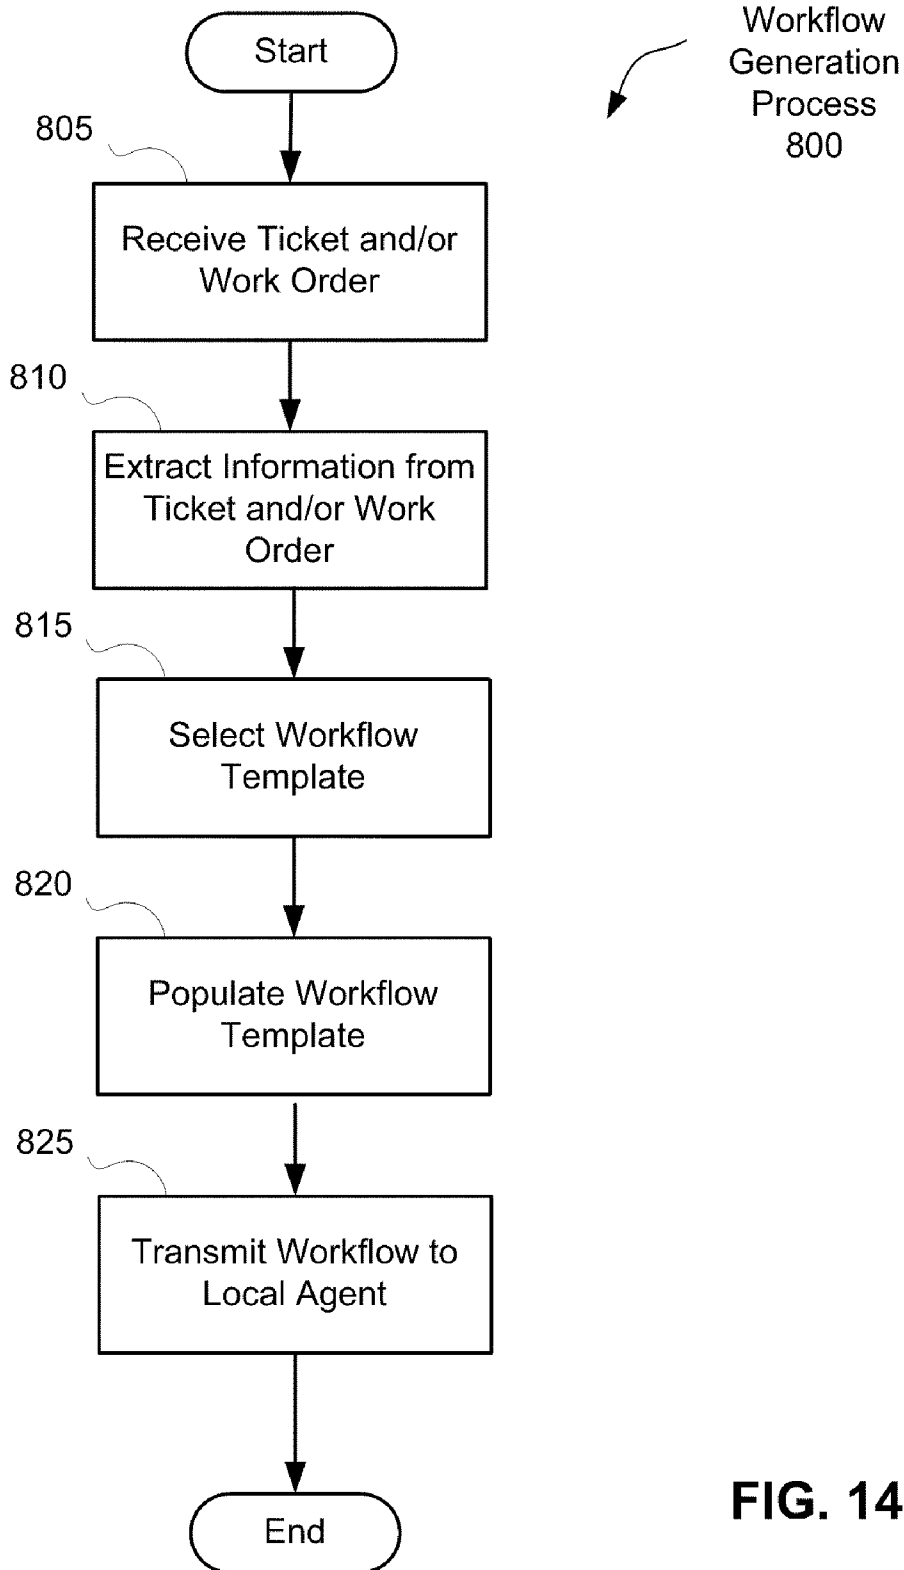 Start
Workflow
Generation
Process
800
805
Receive Ticket and/or
Work Order
810
Extract Information from
Ticket and/or Work
Order
815
Select Workflow
Template
820
Populate Workflow
Template
825
Transmit Workflow to
Local Agent
End
FIG. 14